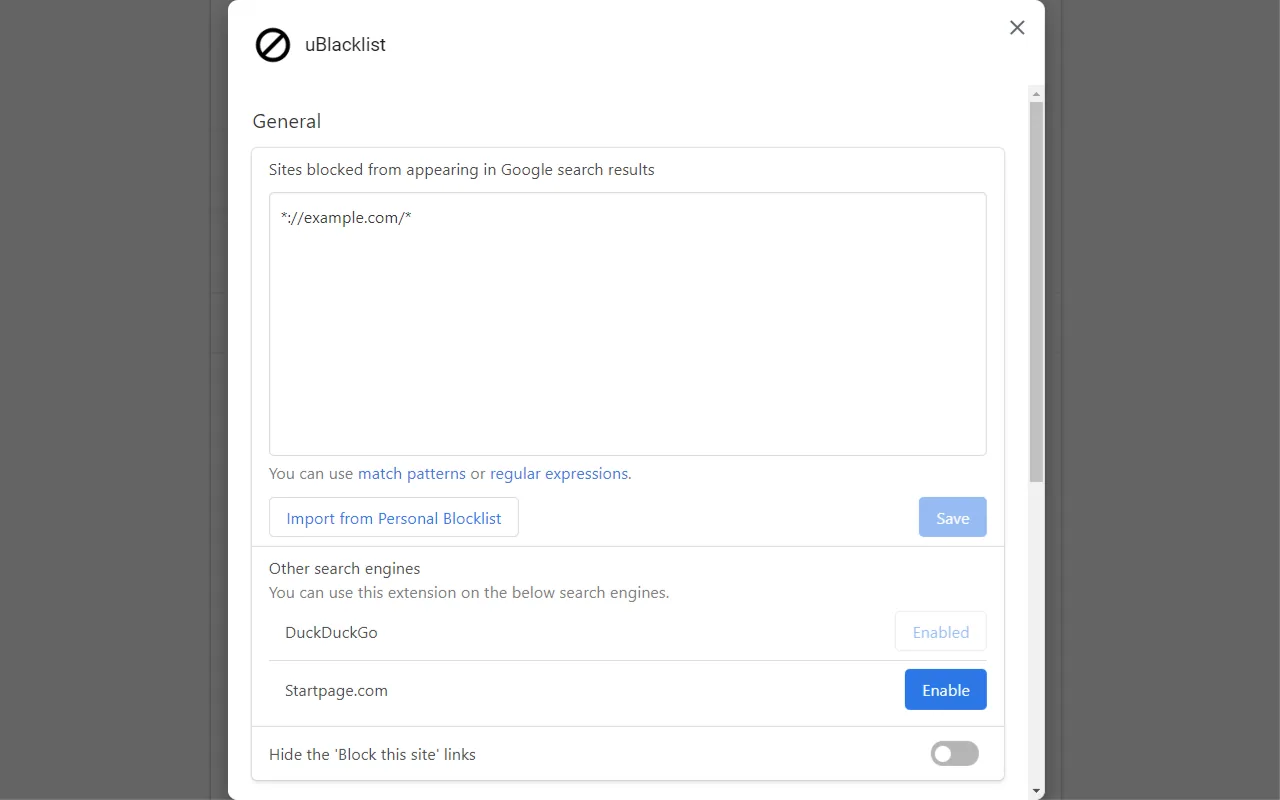 uBlacklist
General
Sites blocked from appearing in Google search results
*://example.com/*
You can use match patterns or regular expressions.
Import from Personal Blocklist
Save
Other search engines
You can use this extension on the below search engines.
DuckDuckGo
Enabled
Startpage.com
Enable
Hide the 'Block this site' links